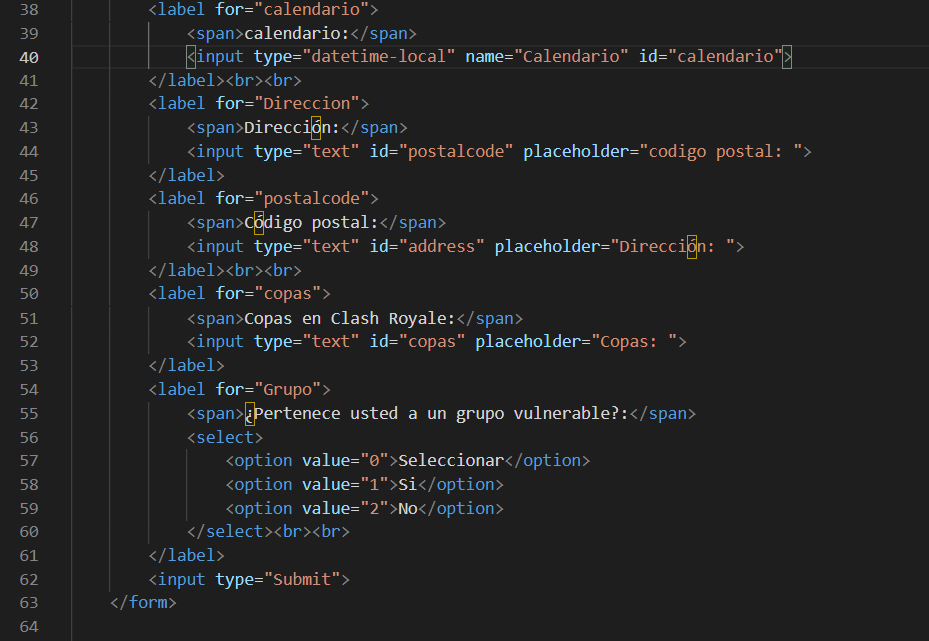 38 <label for="calendario">
39 <span>calendario:</span>
40 <input type="datetime-local" name="Calendario" id="calendario">
41 </label><br><br>
42 <label for="Direccion">
43 <span>Dirección:</span>
44 <input type="text" id="postalcode" placeholder="codigo postal: ">
45 </label>
46 <label for="postalcode">
47 <span>Código postal:</span>
48 <input type="text" id="address" placeholder="Dirección: ">
49 </label><br><br>
50 <label for="copas">
51 <span>Copas en Clash Royale:</span>
52 <input type="text" id="copas" placeholder="Copas: ">
53 </label>
54 <label for="Grupo">
55 <span>¿Pertenece usted a un grupo vulnerable?:</span>
56 <select>
57 <option value="0">Seleccionar</option>
58 <option value="1">Si</option>
59 <option value="2">No</option>
60 </select><br><br>
61 </label>
62 <input type="Submit">
63 </form>
64